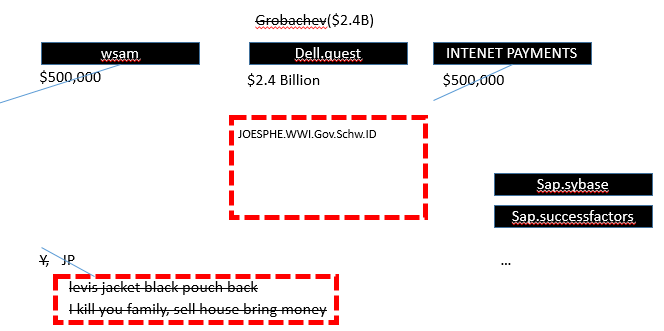 Grobachev($2.4B)
wsam
Dell.quest
INTENET PAYMENTS
$500,000
$2.4 Billion
$500,000
JOESPHE.WWI.Gov.Schw.ID
Sap.sybase
Sap.successfactors
Y, JP
...
levis jacket black pouch back
I kill you family, sell house bring money